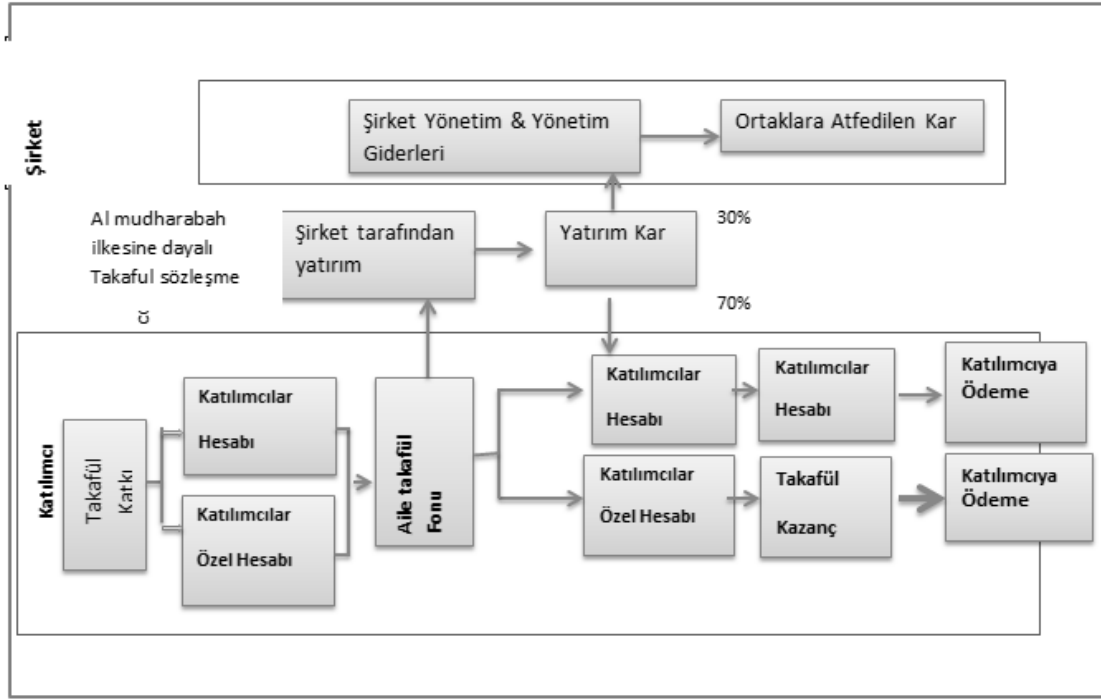 Şirket
Şirket Yönetim & Yönetim
Giderleri
Ortaklara Atfedilen Kar
Al mudharabah
ilkesine dayalı
Takaful sözleşme
Şirket tarafından
yatırım
Yatırım Kar
30%
70%
Katılımcı
Takafül
Katkı
Katılımcılar
Hesabı
Katılımcılar
Özel Hesabı
Aile takafül
Fonu
Katılımcılar
Hesabı
Katılımcılar
Hesabı
Katılımcıya
Ödeme
Katılımcılar
Özel Hesabı
Takafül
Kazanç
Katılımcıya
Ödeme